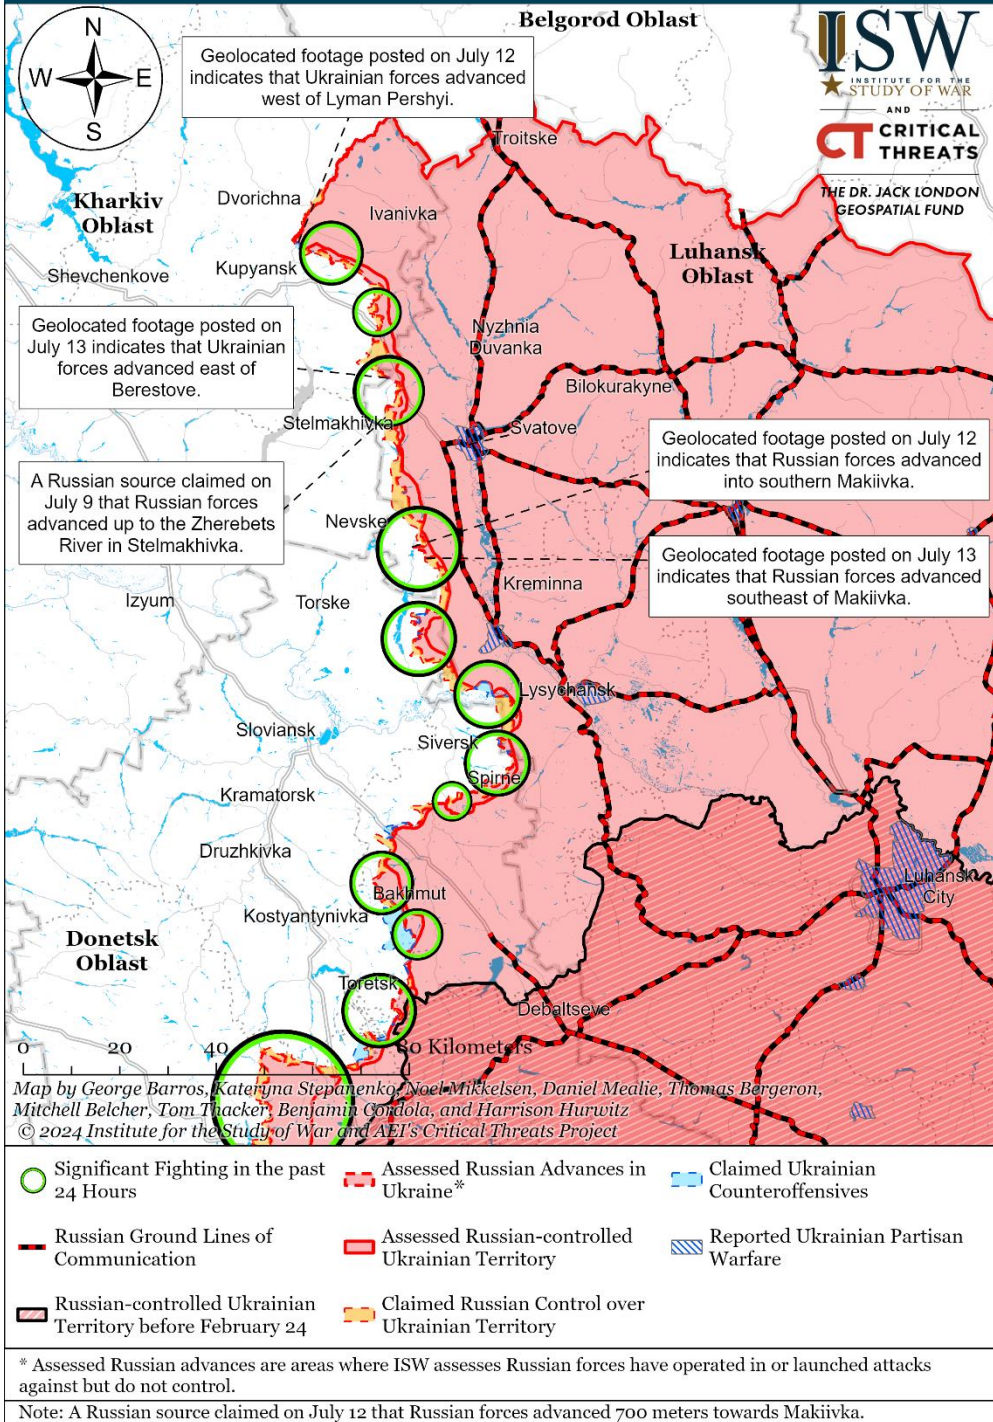 Belgorod Oblast
N
W
E
S
Geolocated footage posted on July 12
indicates that Ukrainian forces advanced
west of Lyman Pershyi.
ISW
INSTITUTE FOR THE
STUDY OF WAR
AND
CT CRITICAL
THREATS
THE DR. JACK LONDON
GEOSPATIAL FUND
Troitske
Dvorichna
Kharkiv
Oblast
Ivanivka
Luhansk
Oblast
Shevchenkove
Kupyansk
Geolocated footage posted on
July 13 indicates that Ukrainian
forces advanced east of
Berestove.
Nyzhnia
Duvanka
Bilokurakyne
Stelmakhivka
Svatove
Geolocated footage posted on July 12
indicates that Russian forces advanced
into southern Makiivka.
A Russian source claimed on
July 9 that Russian forces
advanced up to the Zherebets
River in Stelmakhivka.
Nevske
Geolocated footage posted on July 13
indicates that Russian forces advanced
southeast of Makiivka.
Kreminna
Izyum
Torske
Lysychansk
Sloviansk
Siversk
Spirne
Kramatorsk
Druzhkivka
Bakhmut
Luhansk
City
Kostyantynivka
Donetsk
Oblast
Toretsk
Debaltseve
0 20 40 80 Kilometers
Map by George Barros, Kateryna Stepanenko, Noel Mikkelsen, Daniel Mealie, Thomas Bergeron,
Mitchell Belcher, Tom Thacker, Benjamin Cordola, and Harrison Hurwitz
© 2024 Institute for the Study of War and AEI's Critical Threats Project
Significant Fighting in the past
24 Hours
Assessed Russian Advances in
Ukraine*
Claimed Ukrainian
Counteroffensives
Russian Ground Lines of
Communication
Assessed Russian-controlled
Ukrainian Territory
Reported Ukrainian Partisan
Warfare
Russian-controlled Ukrainian
Territory before February 24
Claimed Russian Control over
Ukrainian Territory
* Assessed Russian advances are areas where ISW assesses Russian forces have operated in or launched attacks
against but do not control.
Note: A Russian source claimed on July 12 that Russian forces advanced 700 meters towards Makiivka.